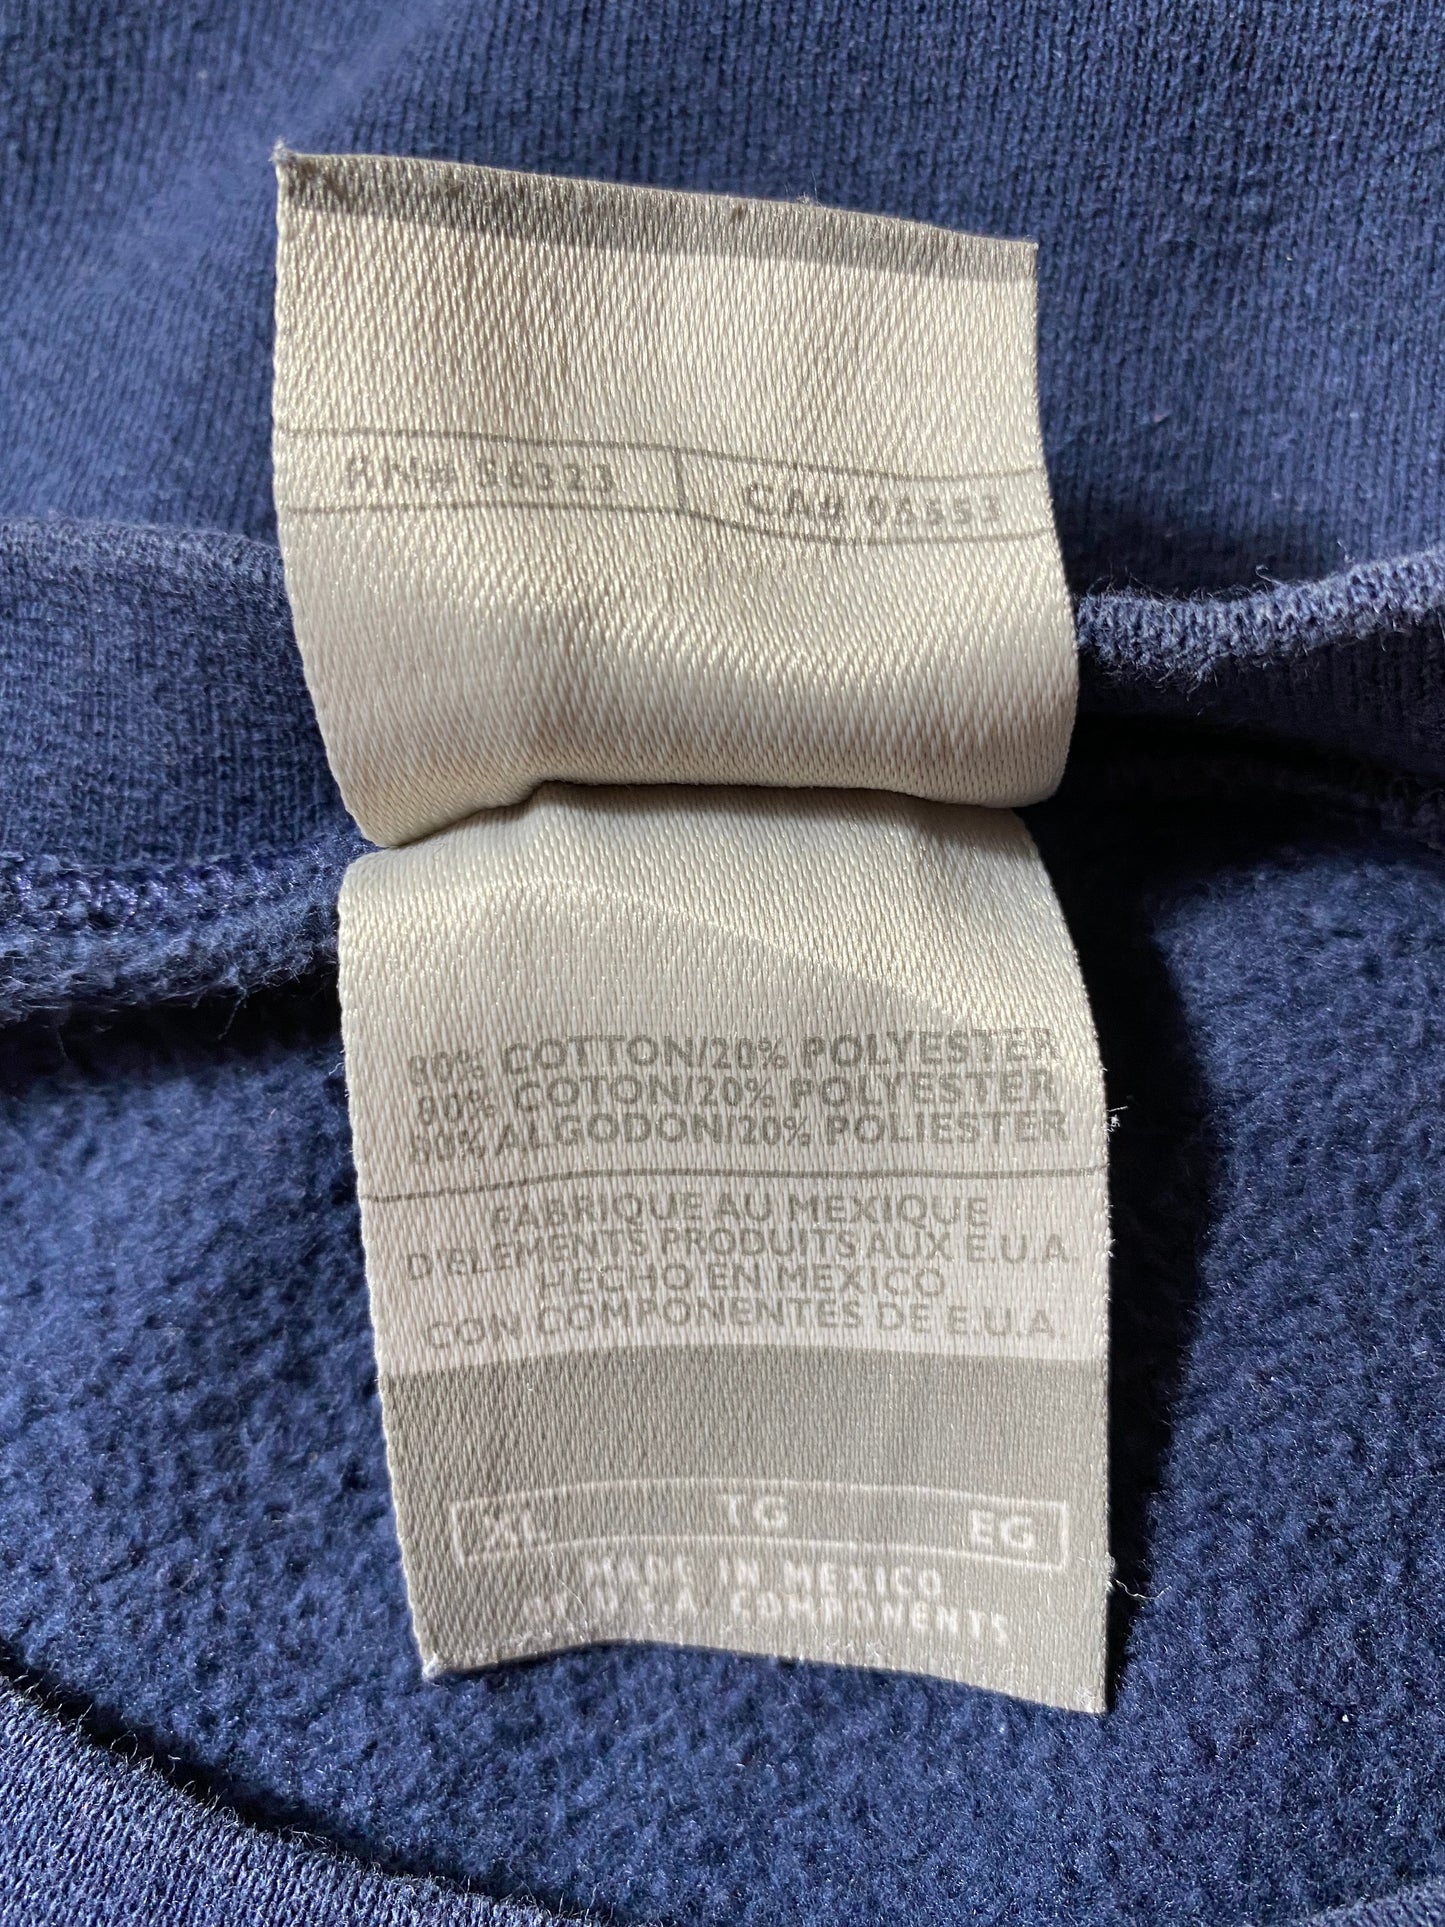 RN# 56323 CA# 05553
80% COTTON/20% POLYESTER
80% COTON/20% POLYESTER
80% ALGODON/20% POLIESTER
FABRIQUE AU MEXIQUE
D'ELEMENTS PRODUITS AUX E.U.A.
HECHO EN MEXICO
CON COMPONENTES DE E.U.A.
XL TG EG
MADE IN MEXICO
OF U.S.A. COMPONENTS